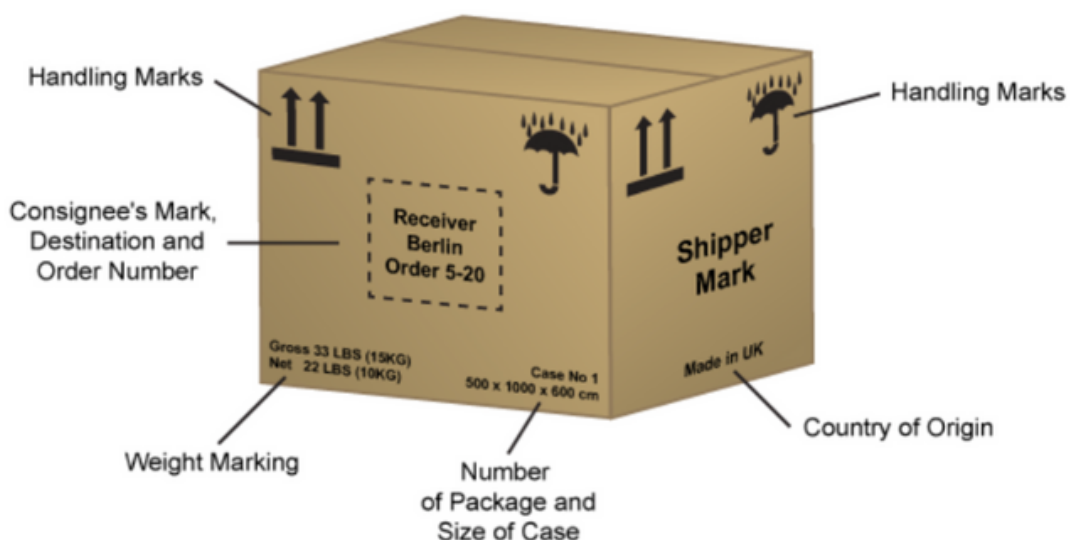 Handling Marks
Handling Marks
Consignee's Mark,
Destination and
Order Number
Receiver
Berlin
Order 5-20
Shipper
Mark
Gross 33 LBS (15KG)
Net 22 LBS (10KG)
Case No 1
500 x 1000 x 600 cm
Made in UK
Country of Origin
Weight Marking
Number
of Package and
Size of Case